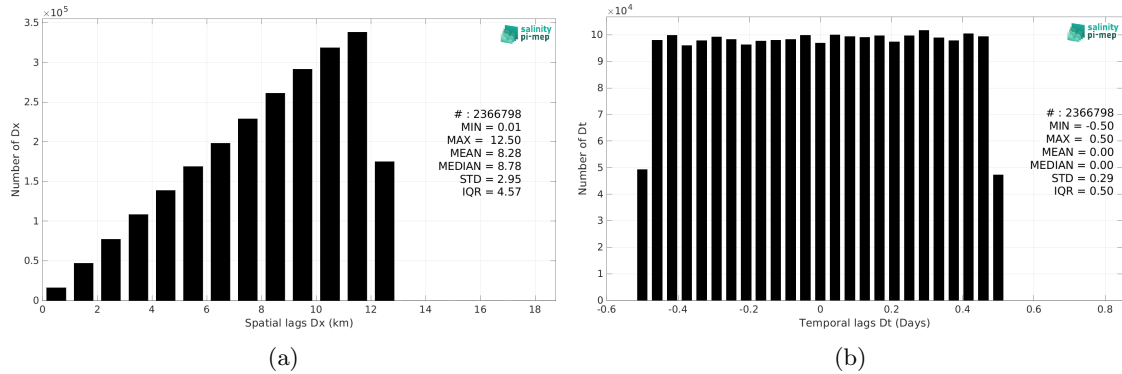 ×10⁵
3.5
3
2.5
2
1.5
1
0.5
0
Number of Dx
salinity
pi-mep
# : 2366798
MIN = 0.01
MAX = 12.50
MEAN = 8.28
MEDIAN = 8.78
STD = 2.95
IQR = 4.57
0 2 4 6 8 10 12 14 16 18
Spatial lags Dx (km)
(a)
×10⁴
10
9
8
7
6
5
4
3
2
1
0
Number of Dt
salinity
pi-mep
# : 2366798
MIN = -0.50
MAX = 0.50
MEAN = 0.00
MEDIAN = 0.00
STD = 0.29
IQR = 0.50
-0.6 -0.4 -0.2 0 0.2 0.4 0.6 0.8
Temporal lags Dt (Days)
(b)